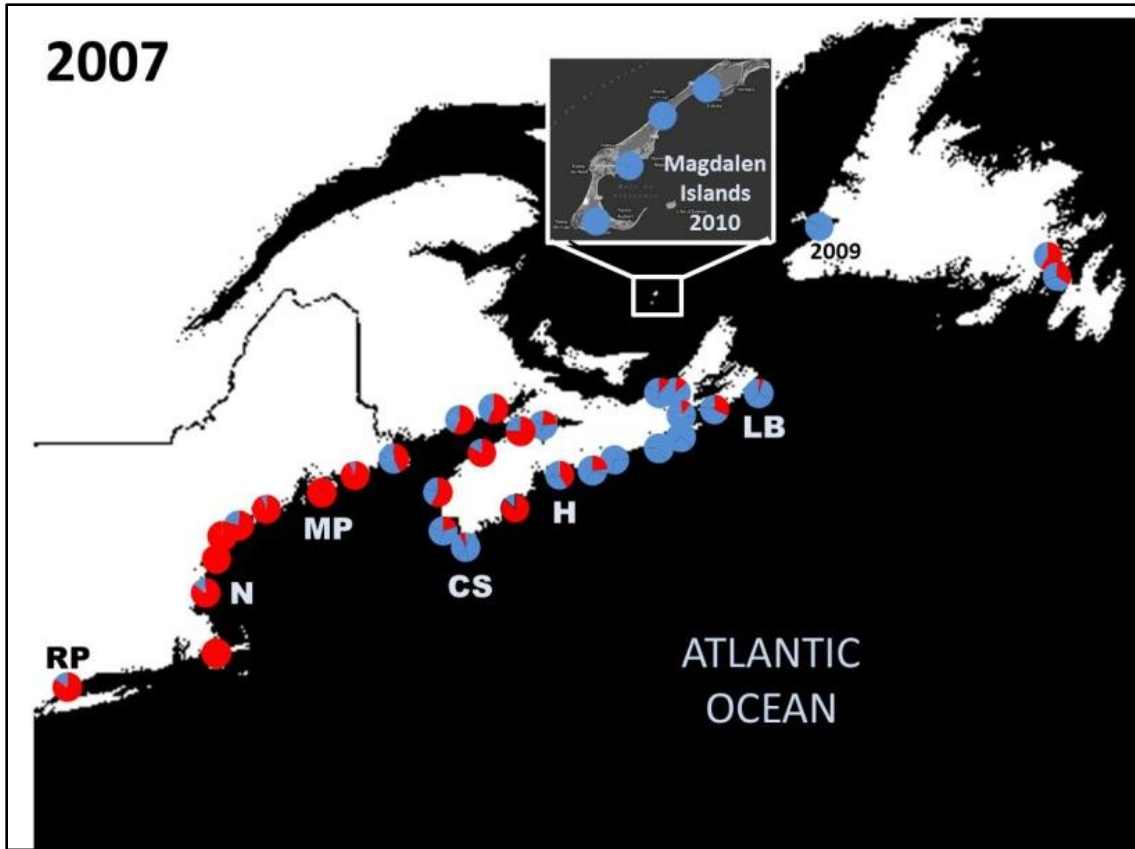 2007
Magdalen
Islands
2010
2009
LB
H
MP
CS
N
RP
ATLANTIC
OCEAN